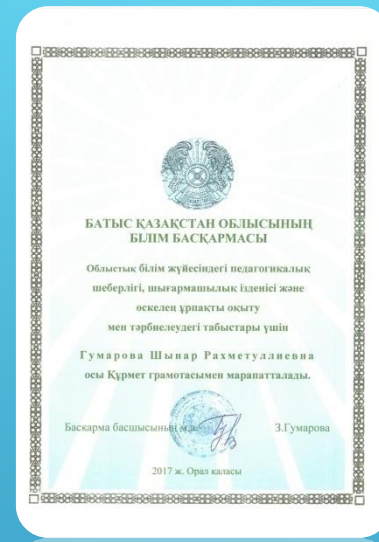 БАТЫС ҚАЗАҚСТАН ОБЛЫСЫНЫҢ
БІЛІМ БАСҚАРМАСЫ
Облыстық білім жүйесіндегі педагогикалық
шеберлігі, шығармашылық ізденісі және
өскелең ұрпақты оқыту
мен тәрбиелеудегі табыстары үшін
Гумарова Шынар Рахметуллиевна
осы Құрмет грамотасымен марапатталады.
Басқарма басшысының м.а. З.Гумарова
2017 ж. Орал қаласы